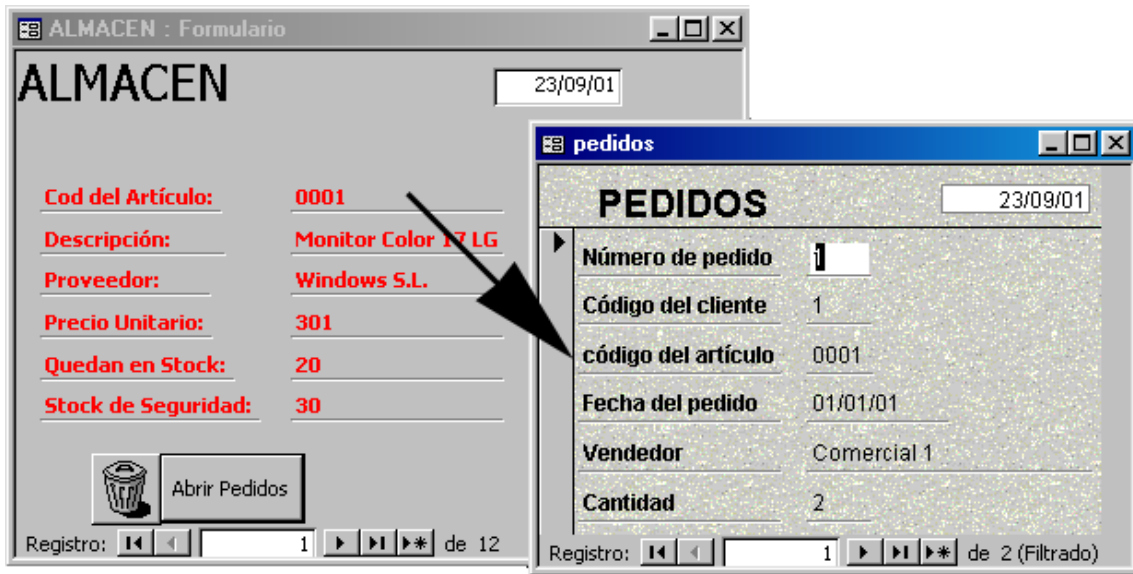 ALMACEN : Formulario
ALMACEN
23/09/01
Cod del Artículo: 0001
Descripción: Monitor Color 17 LG
Proveedor: Windows S.L.
Precio Unitario: 301
Quedan en Stock: 20
Stock de Seguridad: 30
Abrir Pedidos
Registro: 1 de 12
pedidos
PEDIDOS
23/09/01
Número de pedido 1
Código del cliente 1
código del artículo 0001
Fecha del pedido 01/01/01
Vendedor Comercial 1
Cantidad 2
Registro: 1 de 2 (Filtrado)